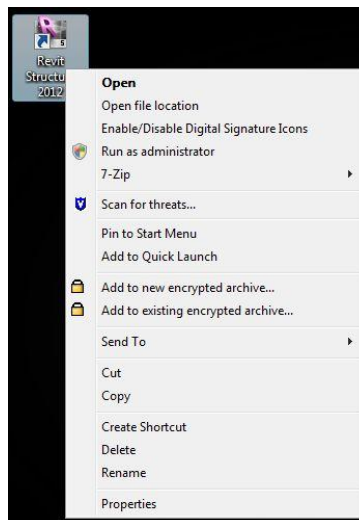 Revit
Structu
2012
Open
Open file location
Enable/Disable Digital Signature Icons
Run as administrator
7-Zip
Scan for threats...
Pin to Start Menu
Add to Quick Launch
Add to new encrypted archive...
Add to existing encrypted archive...
Send To
Cut
Copy
Create Shortcut
Delete
Rename
Properties